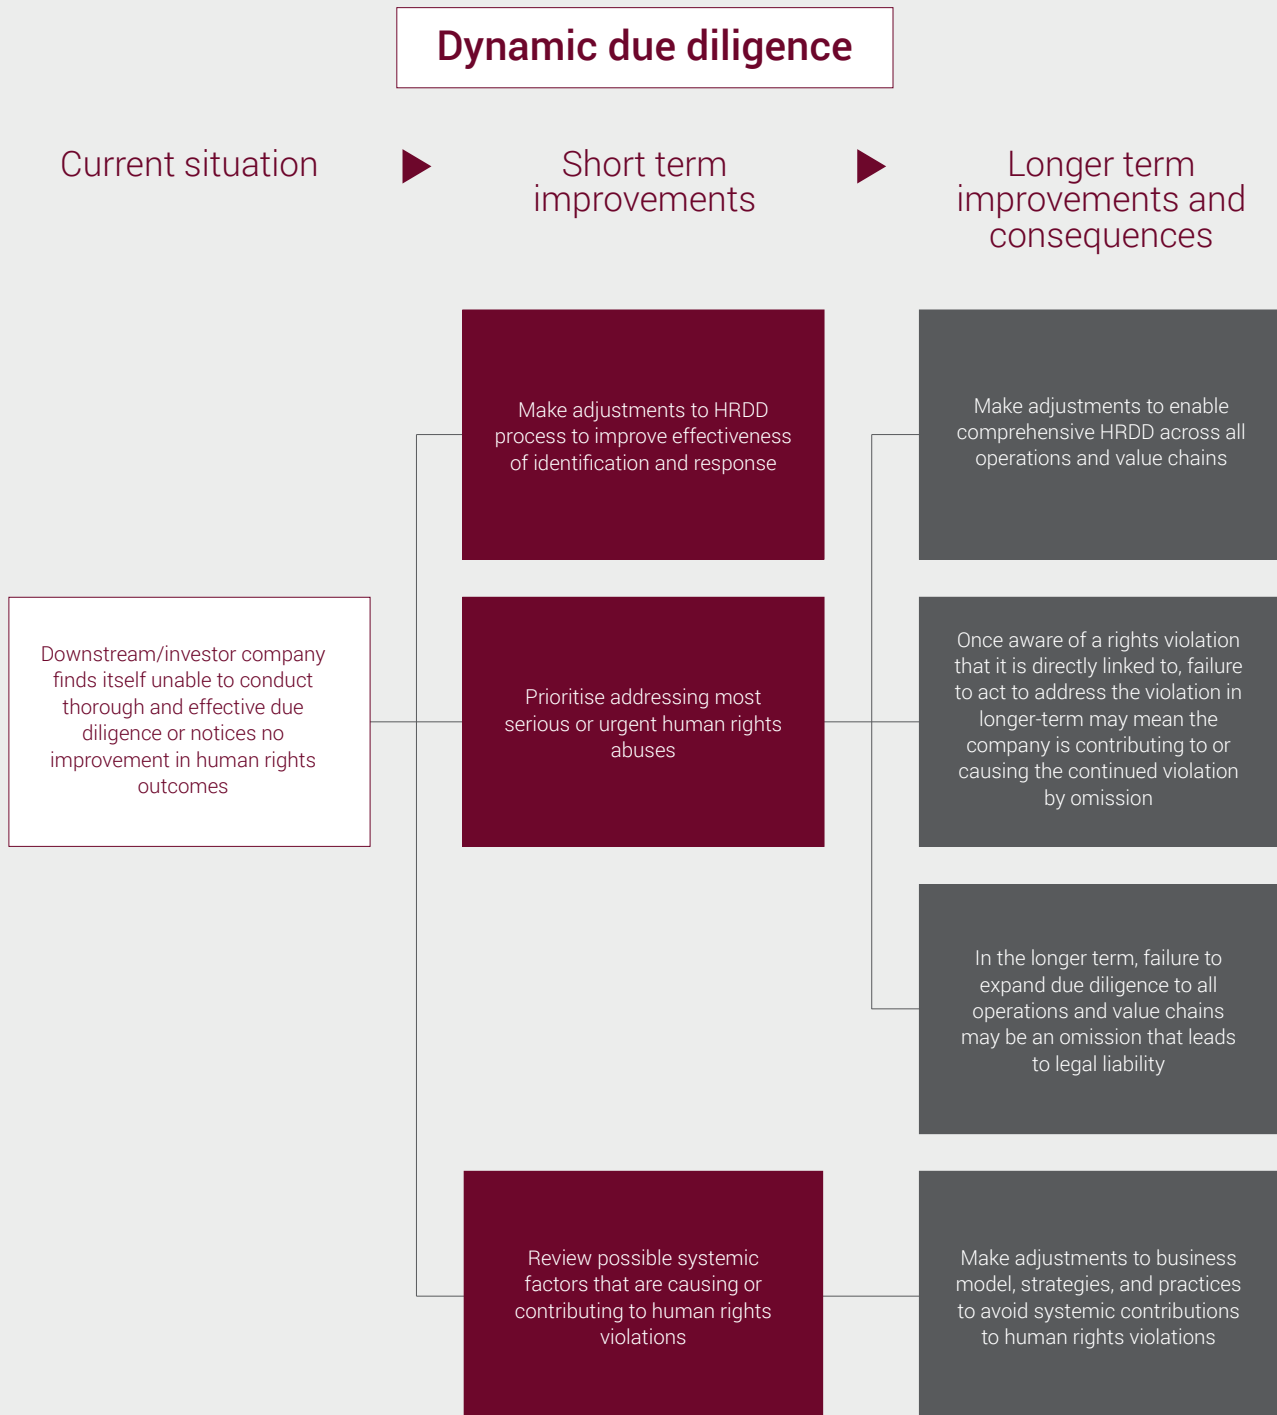 Dynamic due diligence
Current situation
Short term
improvements
Longer term
improvements and
consequences
Downstream/investor company
finds itself unable to conduct
thorough and effective due
diligence or notices no
improvement in human rights
outcomes
Make adjustments to HRDD
process to improve effectiveness
of identification and response
Prioritise addressing most
serious or urgent human rights
abuses
Review possible systemic
factors that are causing or
contributing to human rights
violations
Make adjustments to enable
comprehensive HRDD across all
operations and value chains
Once aware of a rights violation
that it is directly linked to, failure
to act to address the violation in
longer-term may mean the
company is contributing to or
causing the continued violation
by omission
In the longer term, failure to
expand due diligence to all
operations and value chains
may be an omission that leads
to legal liability
Make adjustments to business
model, strategies, and practices
to avoid systemic contributions
to human rights violations